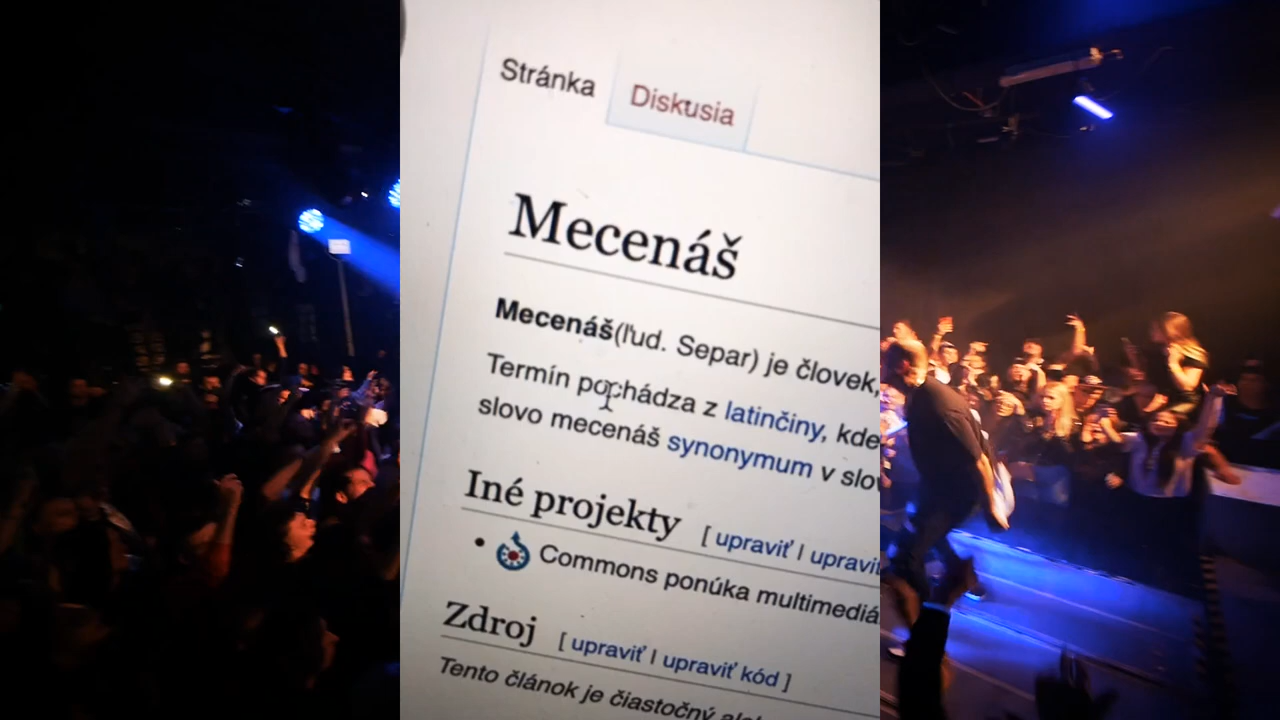 Stránka
Diskusia
Mecenáš
Mecenáš(ľud. Separ) je človek,
Termín pochádza z latinčiny, kde
slovo mecenáš synonymum v slov
Iné projekty [ upraviť | upraviť
Commons ponúka multimediá
Zdroj [ upraviť | upraviť kód ]
Tento článok je čiastočný